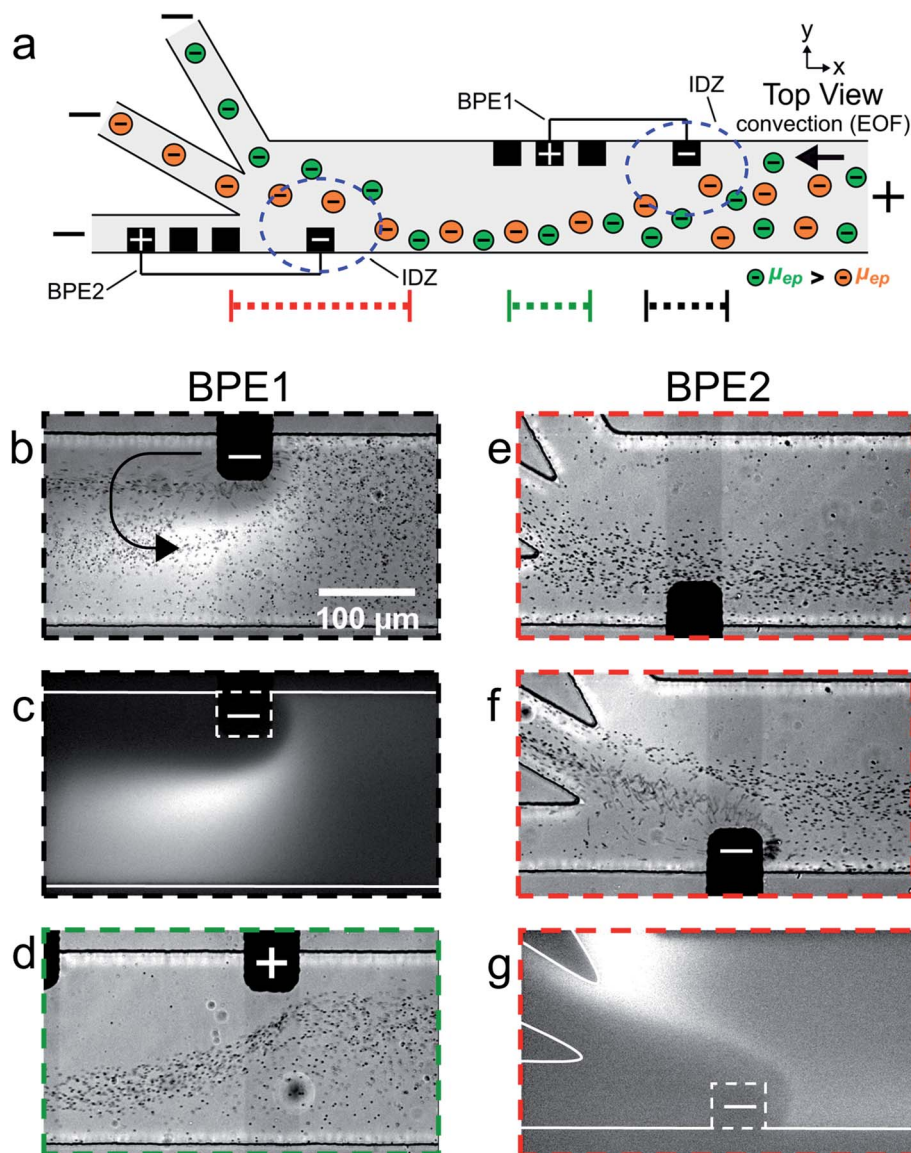 a
y
x
IDZ
BPE1
Top View
convection (EOF)
+
−
+
−
−
−
−
+
−
BPE2
IDZ
μep > μep
BPE1
BPE2
b
−
100 μm
c
−
d
+
e
f
−
g
−